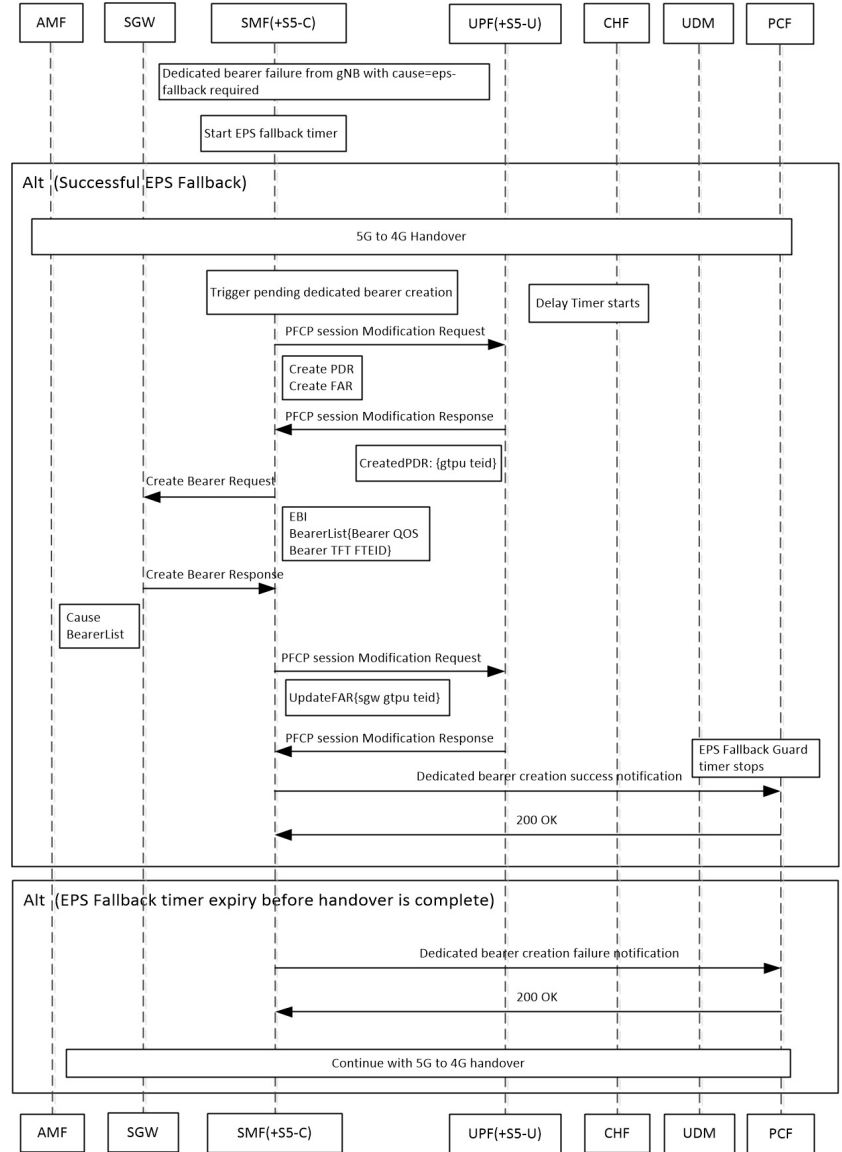 AMF
SGW
SMF(+S5-C)
UPF(+S5-U)
CHF
UDM
PCF
Dedicated bearer failure from gNB with cause=eps-
fallback required
Start EPS fallback timer
Alt (Successful EPS Fallback)
5G to 4G Handover
Trigger pending dedicated bearer creation
Delay Timer starts
PFCP session Modification Request
Create PDR
Create FAR
PFCP session Modification Response
CreatedPDR: {gtpu teid}
Create Bearer Request
EBI
BearerList{Bearer QOS
Bearer TFT FTEID}
Create Bearer Response
Cause
BearerList
PFCP session Modification Request
UpdateFAR{sgw gtpu teid}
PFCP session Modification Response
EPS Fallback Guard
timer stops
Dedicated bearer creation success notification
200 OK
Alt (EPS Fallback timer expiry before handover is complete)
Dedicated bearer creation failure notification
200 OK
Continue with 5G to 4G handover
AMF
SGW
SMF(+S5-C)
UPF(+S5-U)
CHF
UDM
PCF